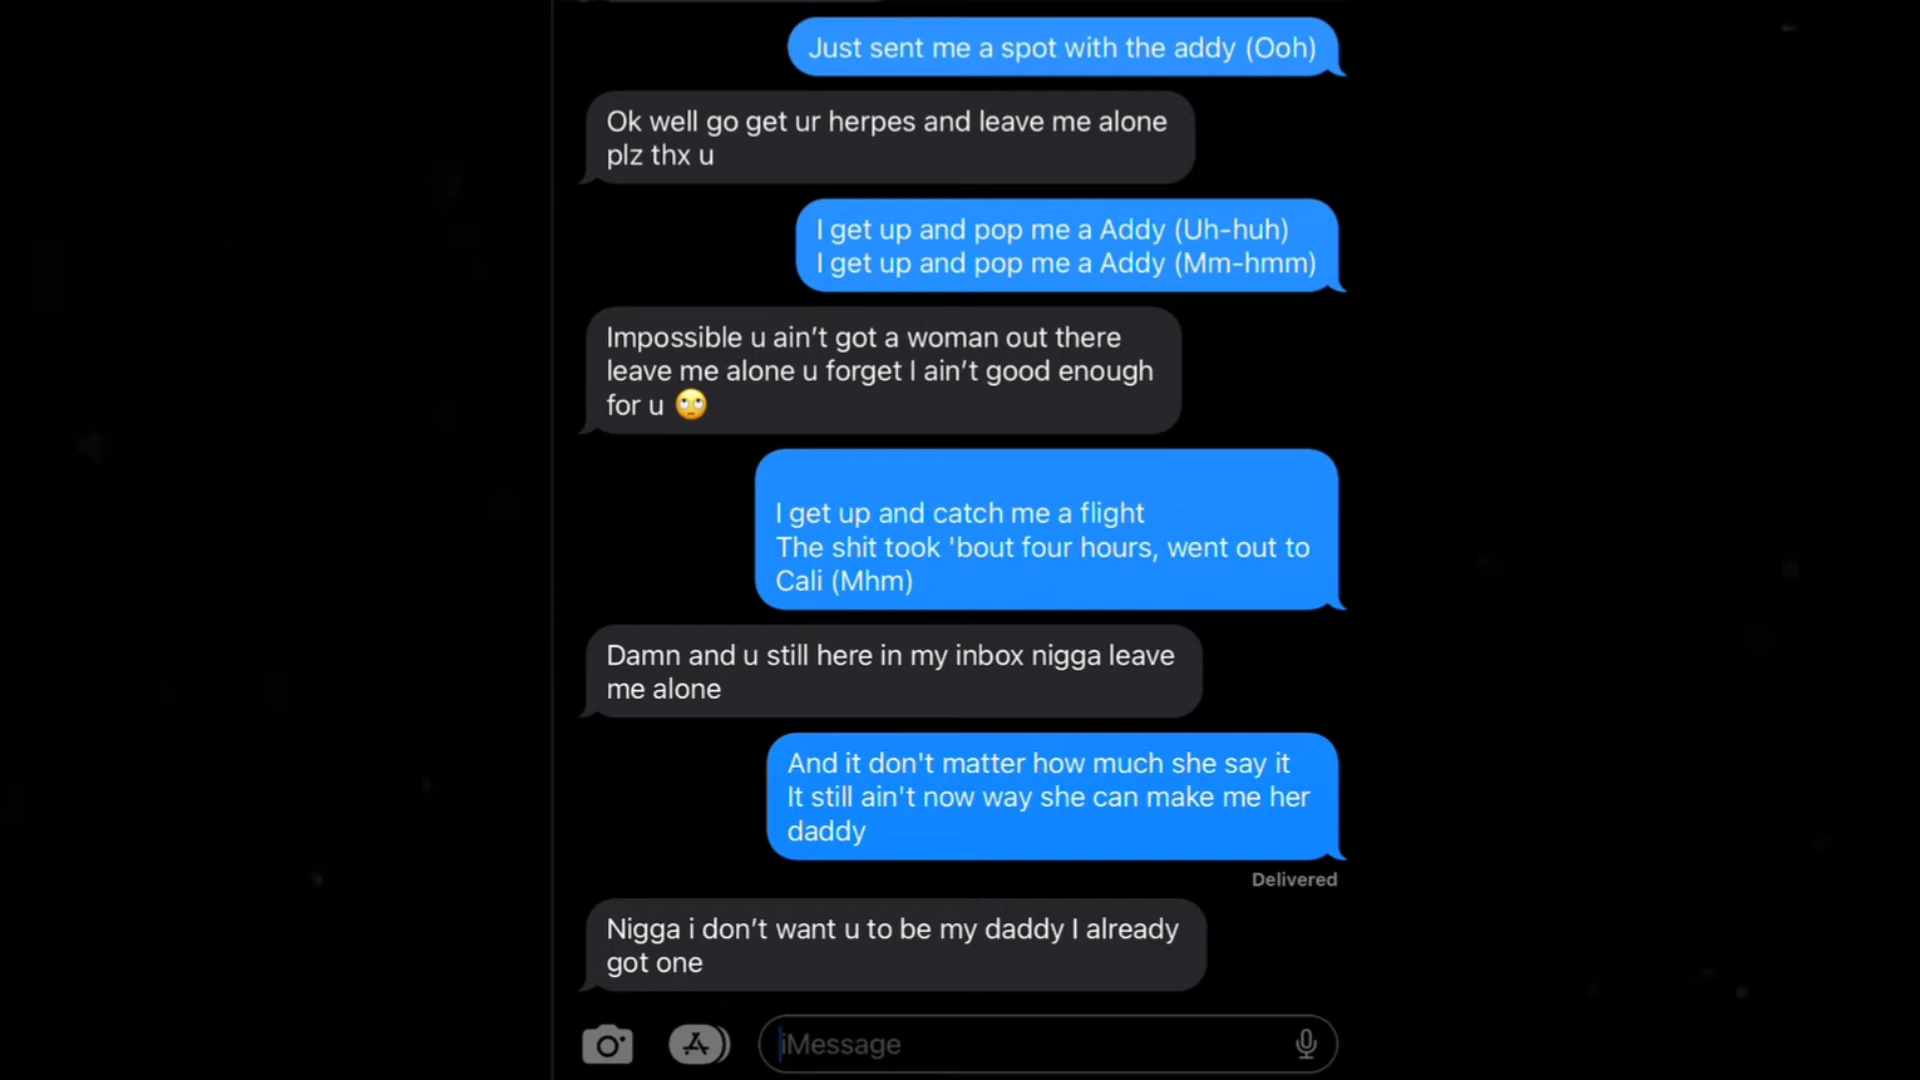 Just sent me a spot with the addy (Ooh)
Ok well go get ur herpes and leave me alone
plz thx u
I get up and pop me a Addy (Uh-huh)
I get up and pop me a Addy (Mm-hmm)
Impossible u ain’t got a woman out there
leave me alone u forget I ain’t good enough
for u 🙄
I get up and catch me a flight
The shit took 'bout four hours, went out to
Cali (Mhm)
Damn and u still here in my inbox nigga leave
me alone
And it don't matter how much she say it
It still ain't now way she can make me her
daddy
Delivered
Nigga i don’t want u to be my daddy I already
got one
iMessage